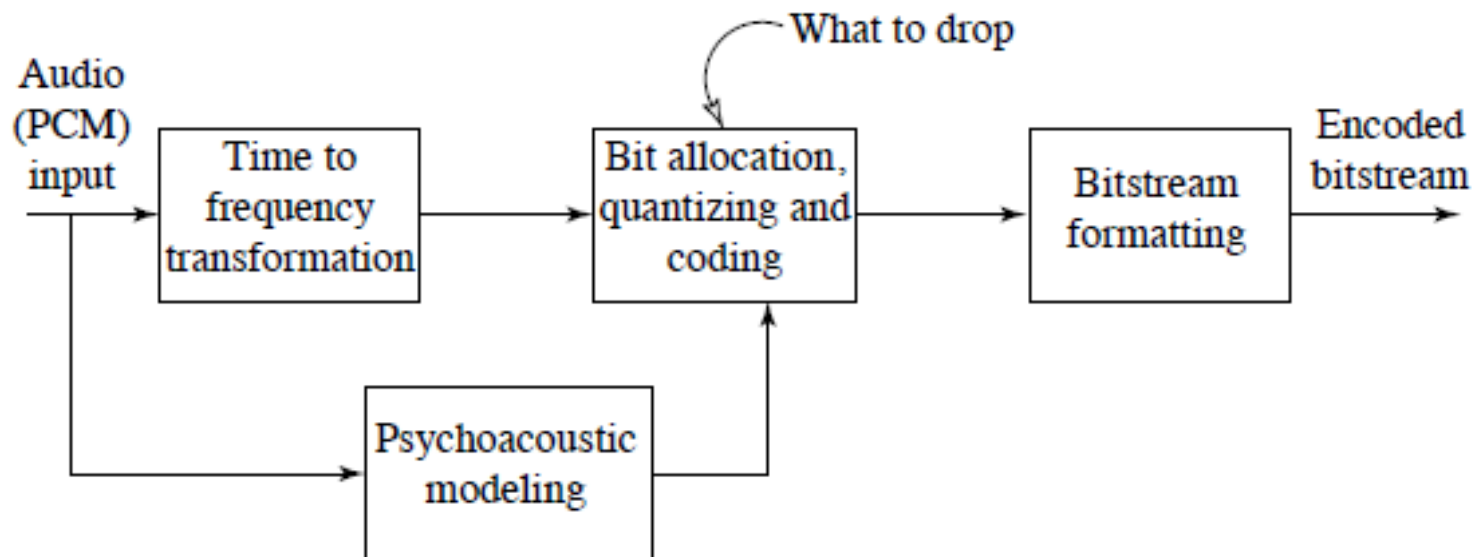 What to drop
Audio
(PCM)
input
Time to
frequency
transformation
Bit allocation,
quantizing and
coding
Bitstream
formatting
Encoded
bitstream
Psychoacoustic
modeling